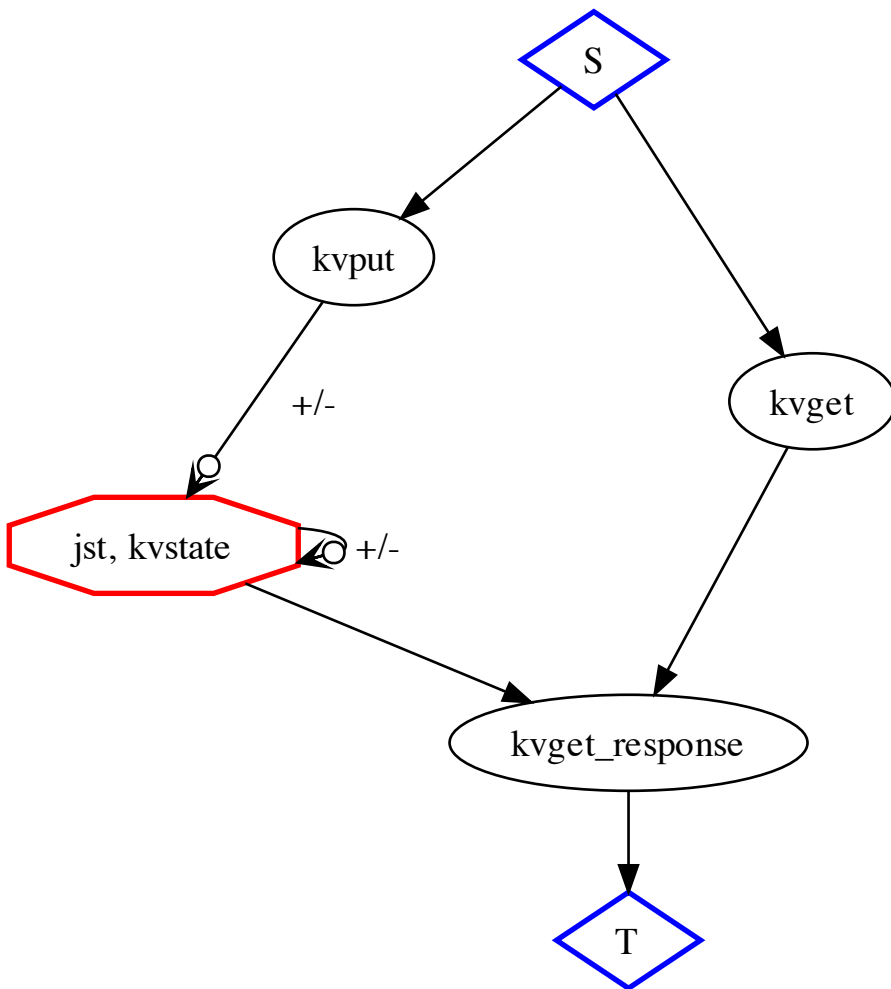 S
kvput
+/-
kvget
jst, kvstate
+/-
kvget_response
T